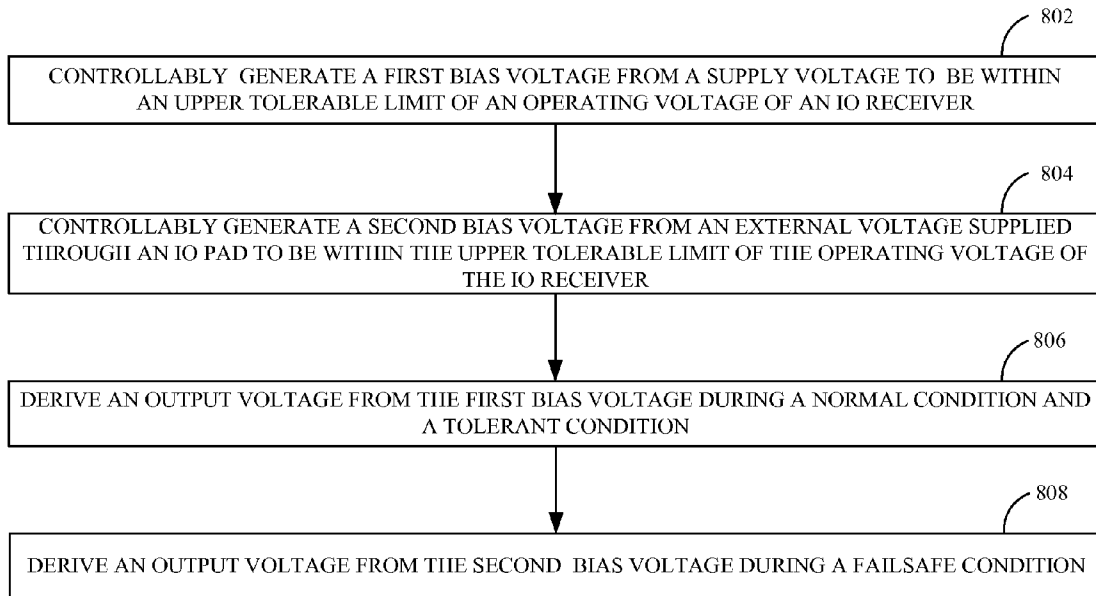 802
CONTROLLABLY GENERATE A FIRST BIAS VOLTAGE FROM A SUPPLY VOLTAGE TO BE WITHIN
AN UPPER TOLERABLE LIMIT OF AN OPERATING VOLTAGE OF AN IO RECEIVER
804
CONTROLLABLY GENERATE A SECOND BIAS VOLTAGE FROM AN EXTERNAL VOLTAGE SUPPLIED
THROUGH AN IO PAD TO BE WITHIN THE UPPER TOLERABLE LIMIT OF THE OPERATING VOLTAGE OF
THE IO RECEIVER
806
DERIVE AN OUTPUT VOLTAGE FROM THE FIRST BIAS VOLTAGE DURING A NORMAL CONDITION AND
A TOLERANT CONDITION
808
DERIVE AN OUTPUT VOLTAGE FROM THE SECOND BIAS VOLTAGE DURING A FAILSAFE CONDITION